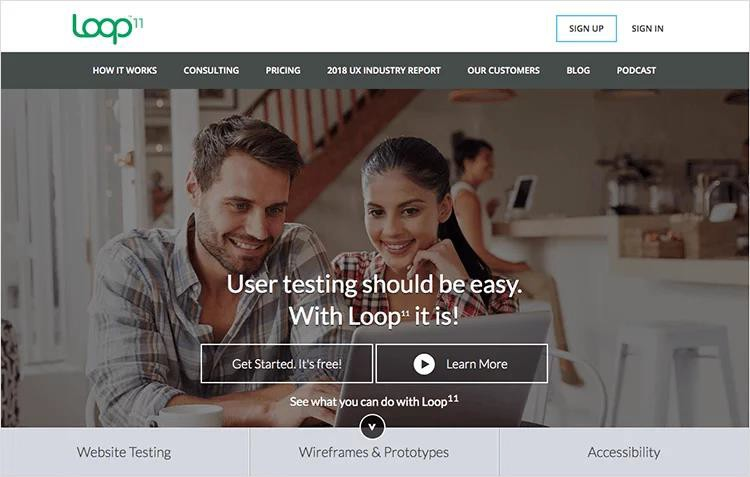 Loop™11
SIGN UP
SIGN IN
HOW IT WORKS
CONSULTING
PRICING
2018 UX INDUSTRY REPORT
OUR CUSTOMERS
BLOG
PODCAST
User testing should be easy.
With Loop¹¹ it is!
Get Started. It's free!
Learn More
See what you can do with Loop¹¹
Website Testing
Wireframes & Prototypes
Accessibility